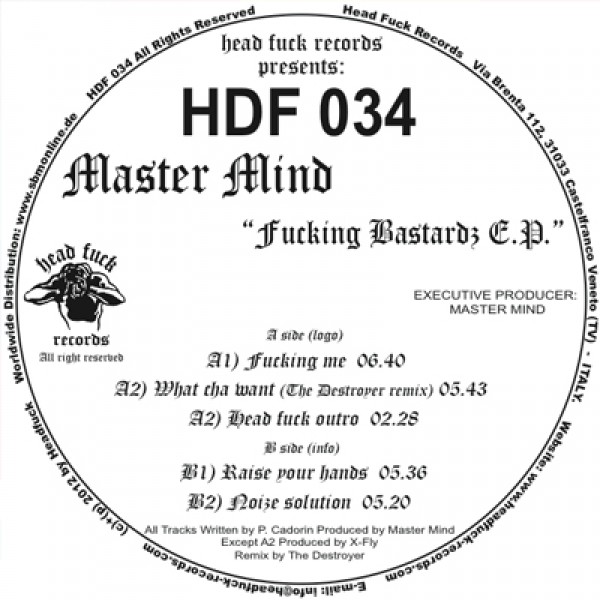 HDF 034 All Rights Reserved
Head Fuck Records
Via Brenta 112, 31033 Castelfranco Veneto (TV) - ITALY.
Website: www.headfuck-records.com
E-mail: info@headfuck-records.com
(c)+(p) 2012 by Headfuck
Worldwide Distribution: www.sbmonline.de
head fuck records
presents:
HDF 034
Master Mind
“Fucking Bastardz E.P.”
head fuck
records
All right reserved
EXECUTIVE PRODUCER:
MASTER MIND
A side (logo)
A1) Fucking me 06.40
A2) What cha want (The Destroyer remix) 05.43
A2) Head fuck outro 02.28
B side (info)
B1) Raise your hands 05.36
B2) Noize solution 05.20
All Tracks Written by P. Cadorin Produced by Master Mind
Except A2 Produced by X-Fly
Remix by The Destroyer